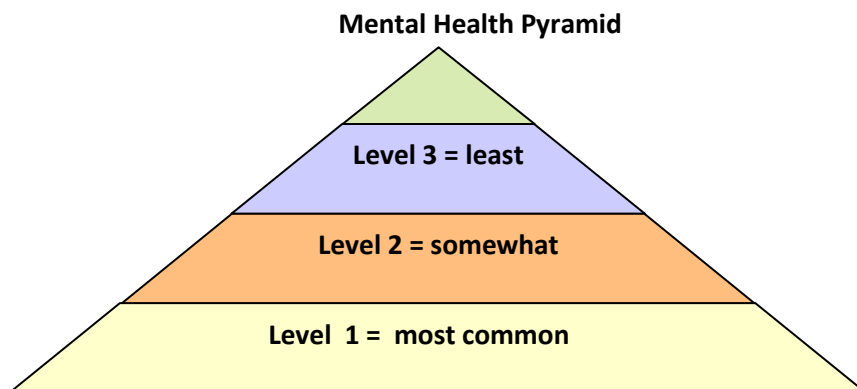 Mental Health Pyramid
Level 3 = least
Level 2 = somewhat
Level 1 = most common